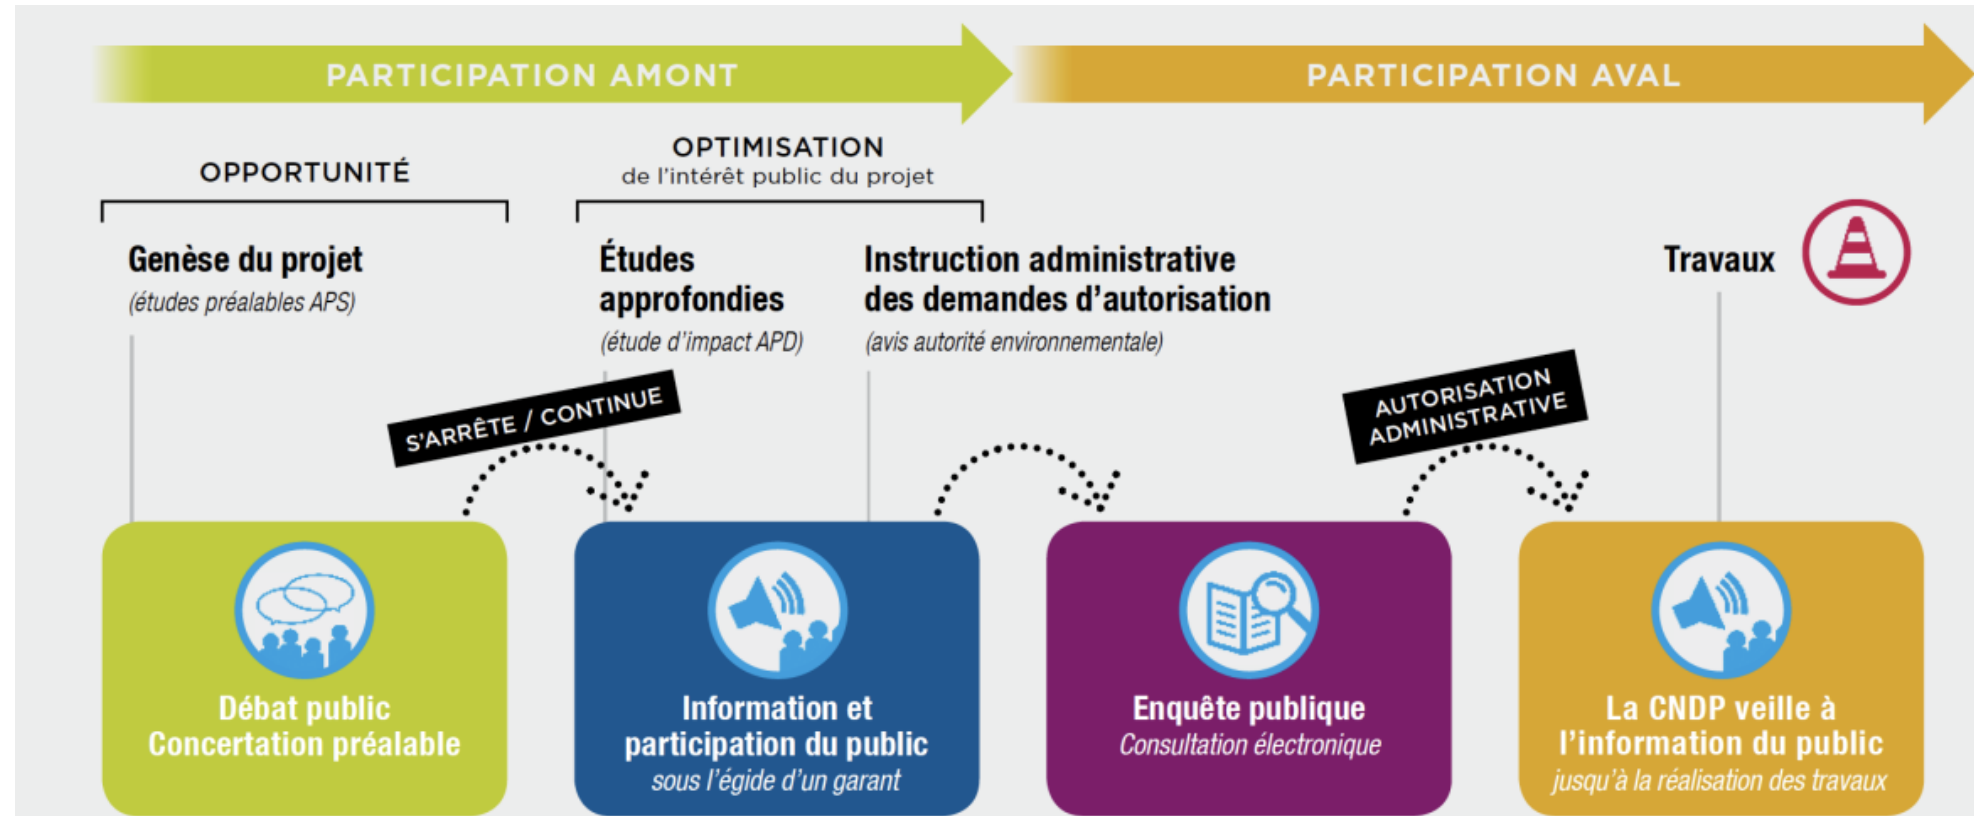 PARTICIPATION AMONT
PARTICIPATION AVAL
OPPORTUNITÉ
OPTIMISATION
de l'intérêt public du projet
Genèse du projet
(études préalables APS)
Études
approfondies
(étude d'impact APD)
Instruction administrative
des demandes d'autorisation
(avis autorité environnementale)
Travaux
S'ARRÊTE / CONTINUE
AUTORISATION
ADMINISTRATIVE
Débat public
Concertation préalable
Information et
participation du public
sous l'égide d'un garant
Enquête publique
Consultation électronique
La CNDP veille à
l'information du public
jusqu'à la réalisation des travaux